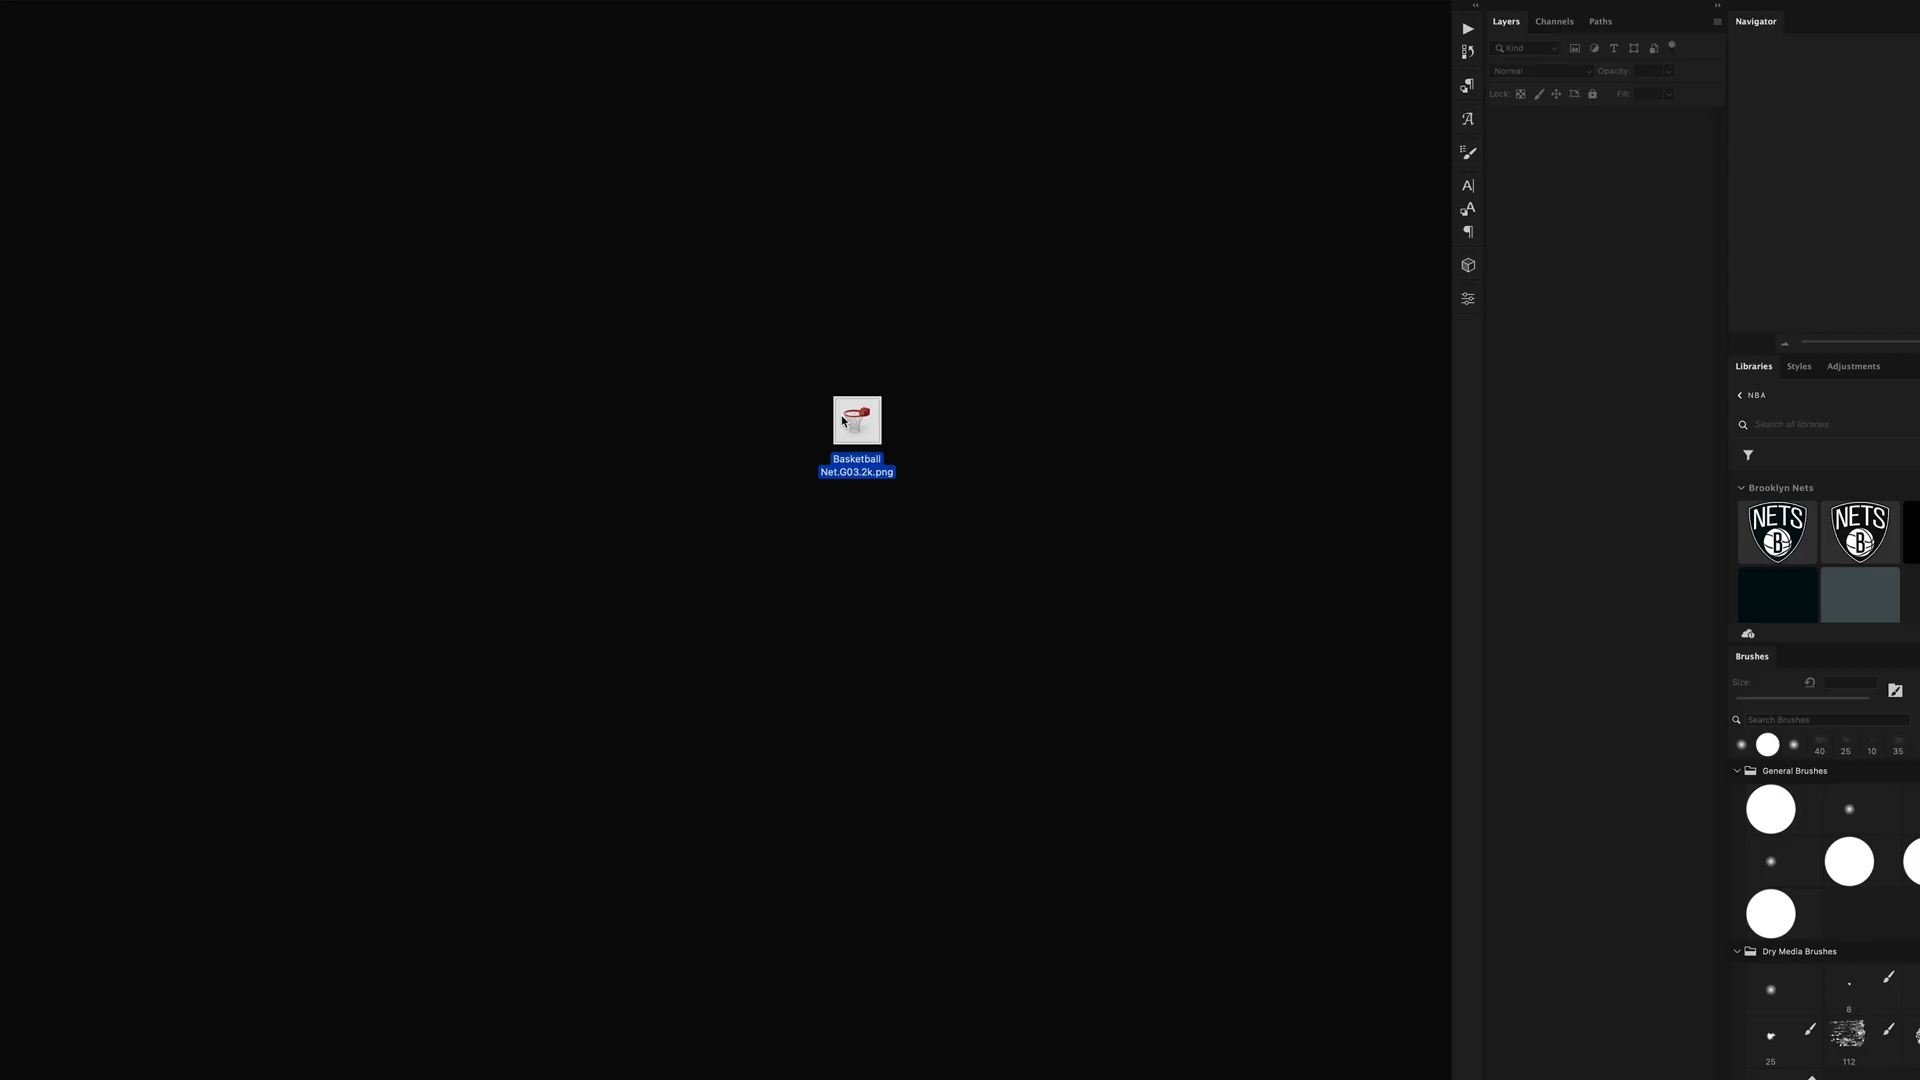 Layers Channels Paths
Kind
Normal Opacity:
Lock: Fill:
Navigator
Libraries Styles Adjustments
NBA
Search all libraries
Brooklyn Nets
NETS B
NETS B
Brushes
Size:
Search Brushes
40 25 10 35
General Brushes
Dry Media Brushes
8
25 112
Basketball
Net.G03.2k.png